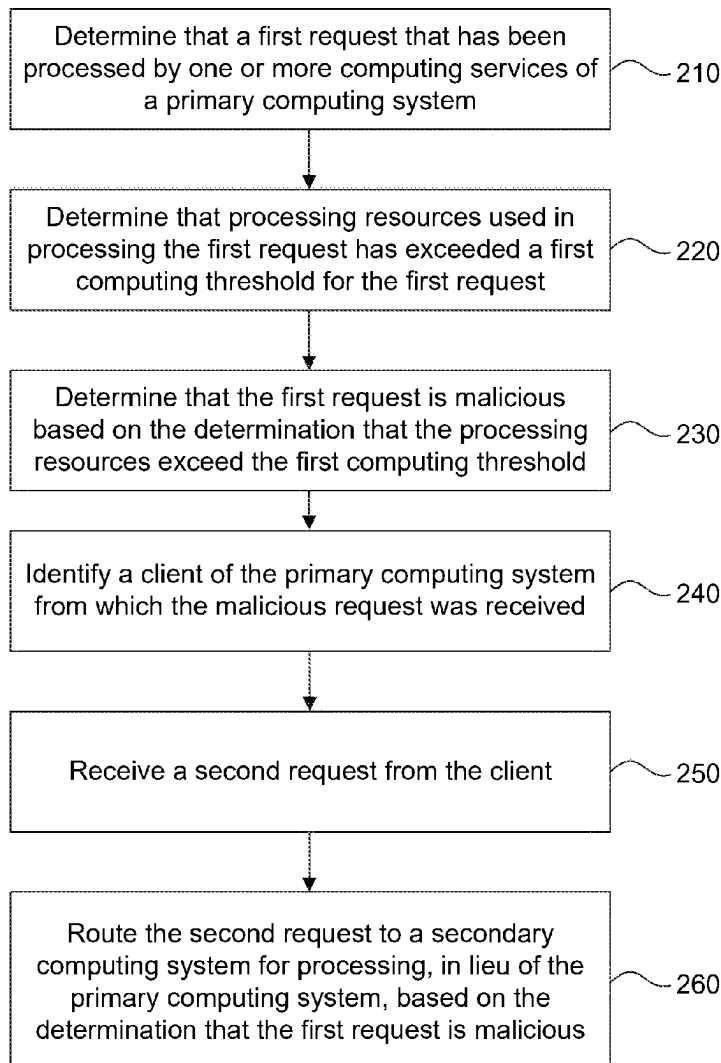 Determine that a first request that has been
processed by one or more computing services of
a primary computing system
210
Determine that processing resources used in
processing the first request has exceeded a first
computing threshold for the first request
220
Determine that the first request is malicious
based on the determination that the processing
resources exceed the first computing threshold
230
Identify a client of the primary computing system
from which the malicious request was received
240
Receive a second request from the client
250
Route the second request to a secondary
computing system for processing, in lieu of the
primary computing system, based on the
determination that the first request is malicious
260